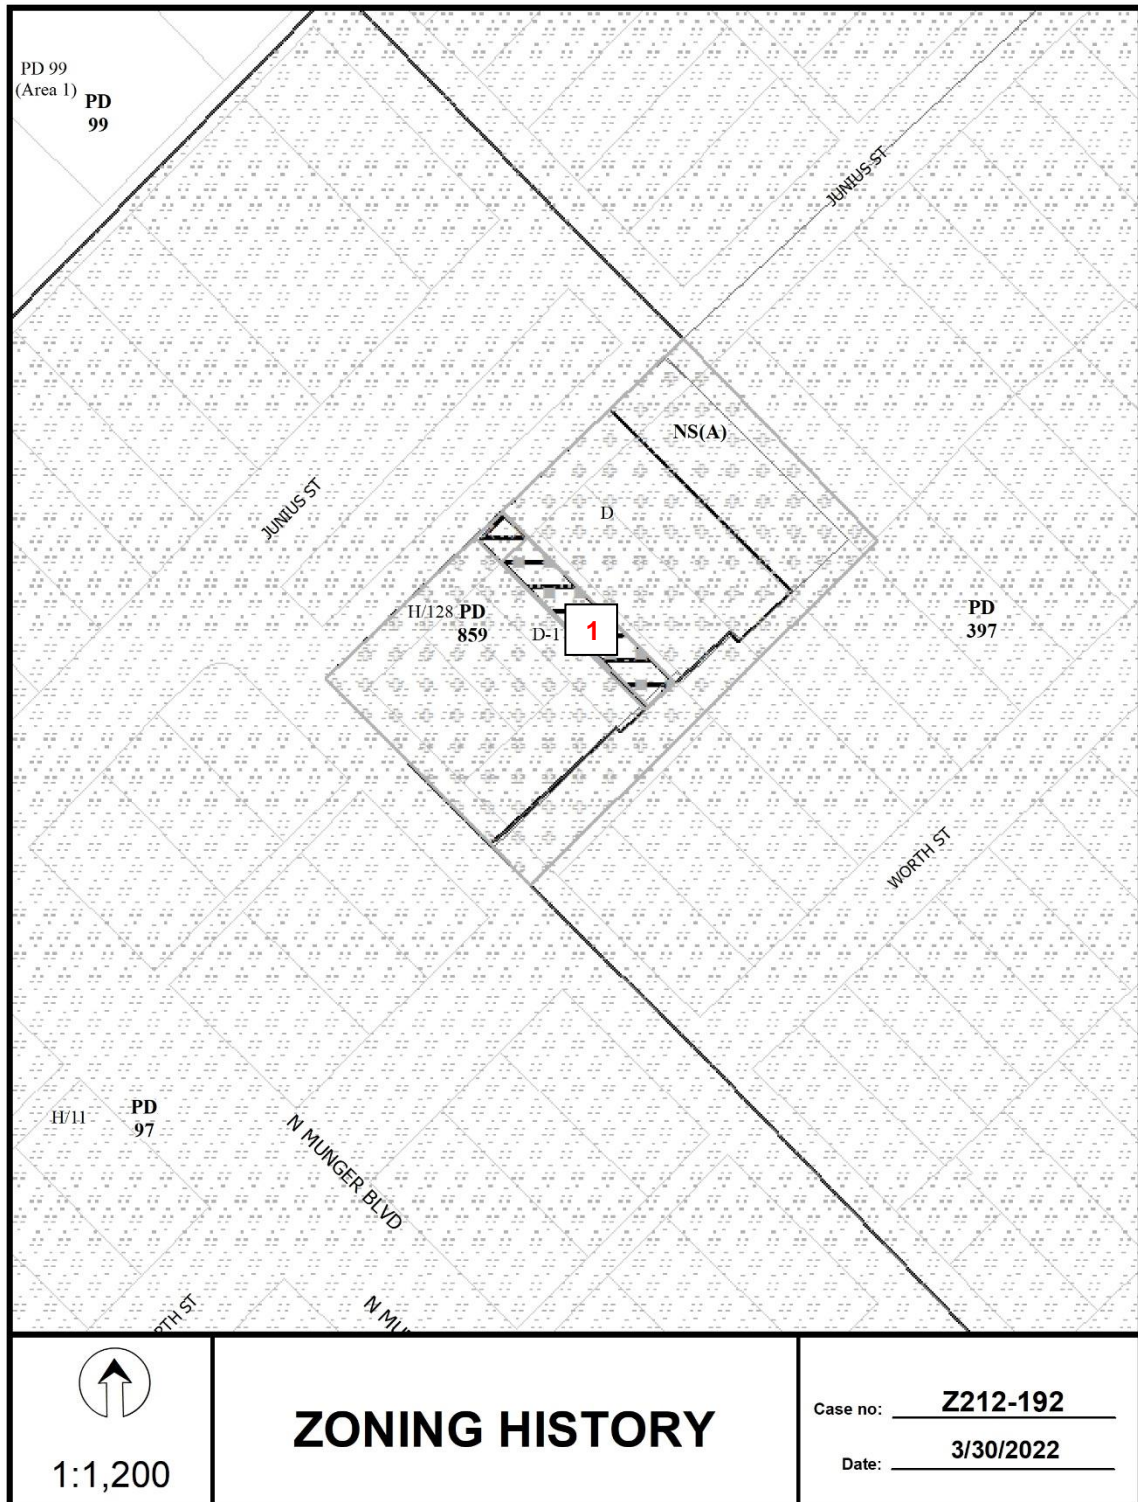 PD 99
(Area 1)
PD
99
JUNIUS ST
NS(A)
JUNIUS ST
D
H/128 PD
859
D-1
1
PD
397
WORTH ST
H/11
PD
97
N MUNGER BLVD
N MU
RTH ST
1:1,200
ZONING HISTORY
Case no: Z212-192
Date: 3/30/2022